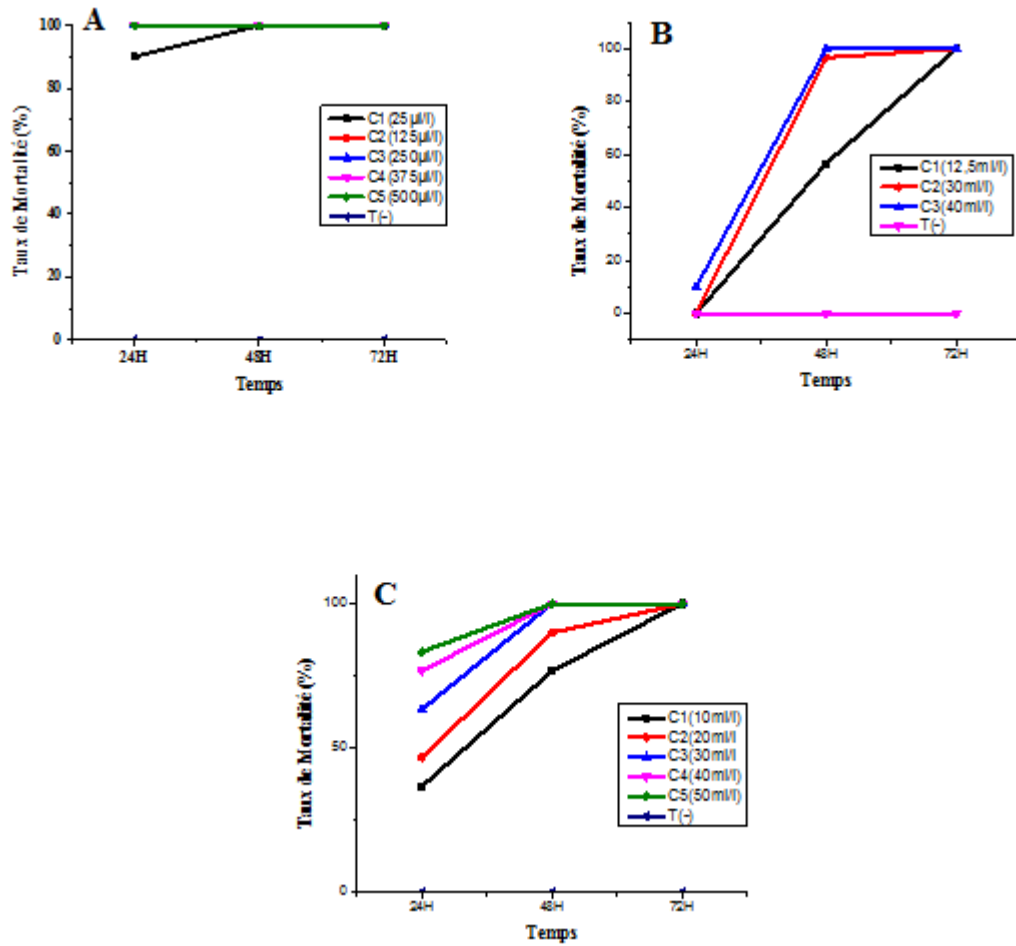 A
100
80
60
40
20
0
Taux de Mortalité (%)
C1(25µl/l)
C2(125µl/l)
C3(250µl/l)
C4(375µl/l)
C5(500µl/l)
T(-)
24H
48H
72H
Temps
B
100
80
60
40
20
0
Taux de Mortalité (%)
C1(12,5ml/l)
C2(30ml/l)
C3(40ml/l)
T(-)
24H
48H
72H
Temps
C
100
50
0
Taux de Mortalité (%)
C1(10ml/l)
C2(20ml/l
C3(30ml/l
C4(40ml/l)
C5(50ml/l)
T(-)
24H
48H
72H
Temps